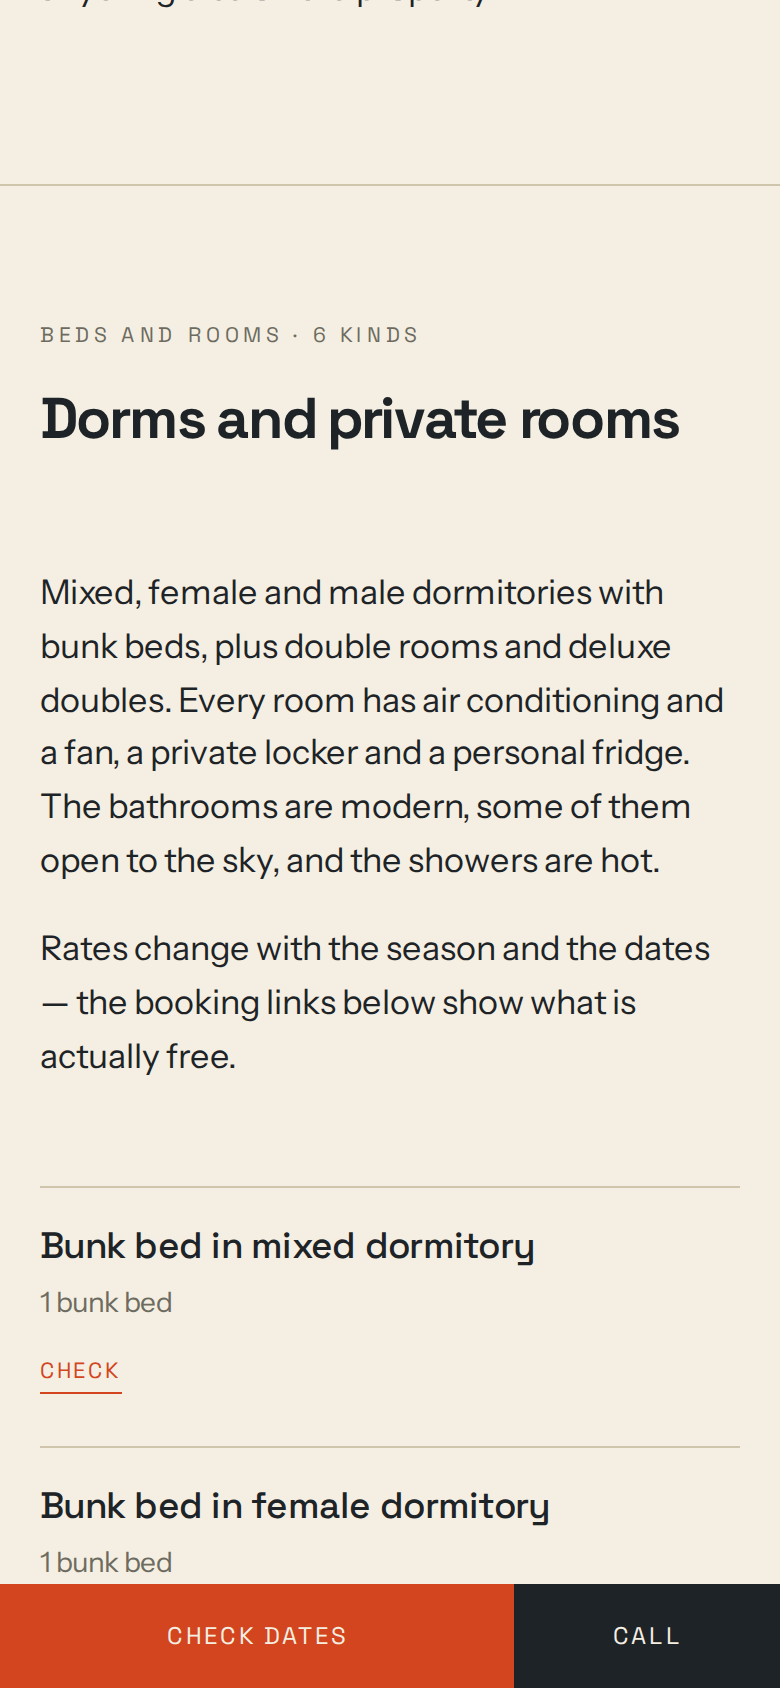 BEDS AND ROOMS · 6 KINDS
Dorms and private rooms
Mixed, female and male dormitories with
bunk beds, plus double rooms and deluxe
doubles. Every room has air conditioning and
a fan, a private locker and a personal fridge.
The bathrooms are modern, some of them
open to the sky, and the showers are hot.
Rates change with the season and the dates
— the booking links below show what is
actually free.
Bunk bed in mixed dormitory
1 bunk bed
CHECK
Bunk bed in female dormitory
1 bunk bed
CHECK DATES
CALL